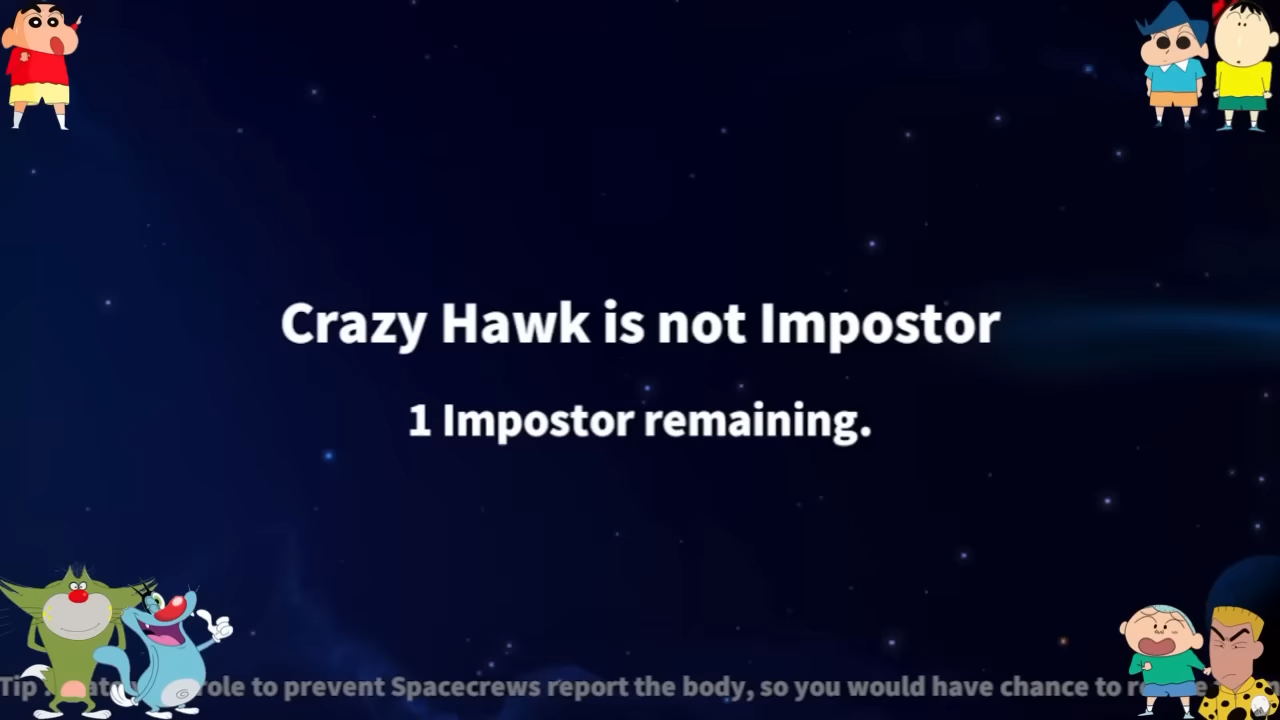 Crazy Hawk is not Impostor
1 Impostor remaining.
Tip role to prevent Spacecrews report the body, so you would have chance to